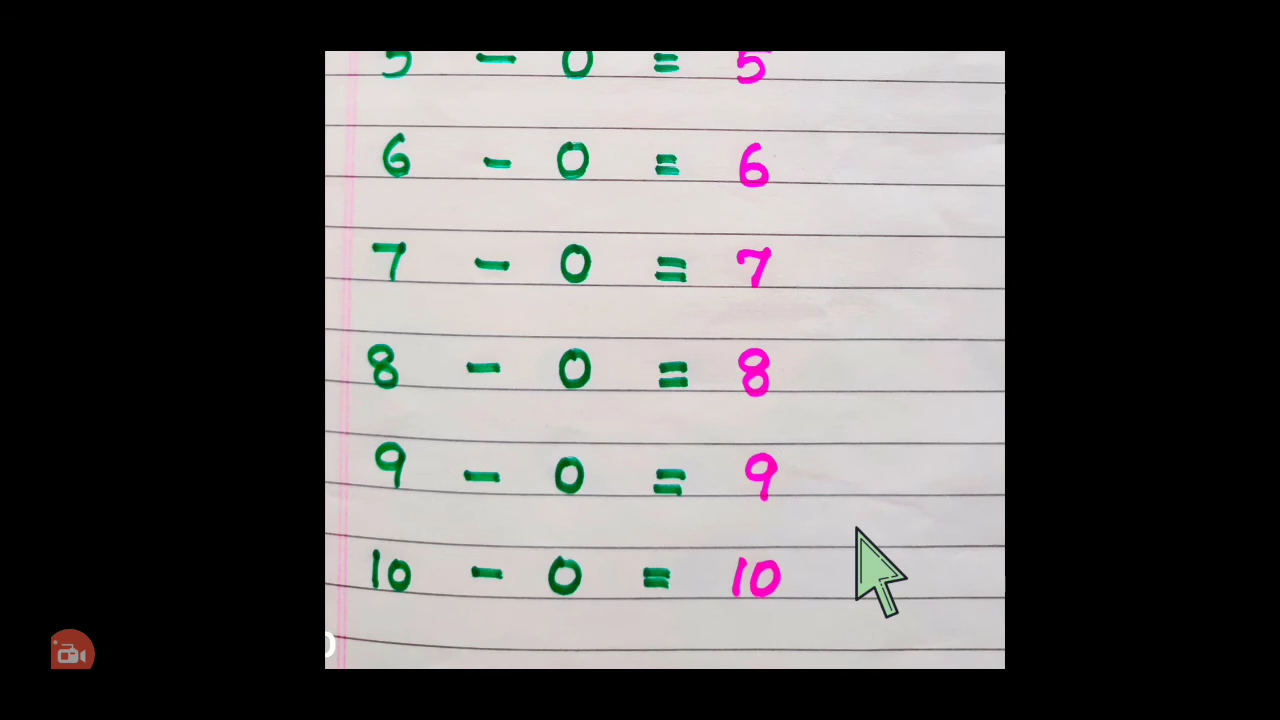 5 - 0 = 5
6 - 0 = 6
7 - 0 = 7
8 - 0 = 8
9 - 0 = 9
10 - 0 = 10